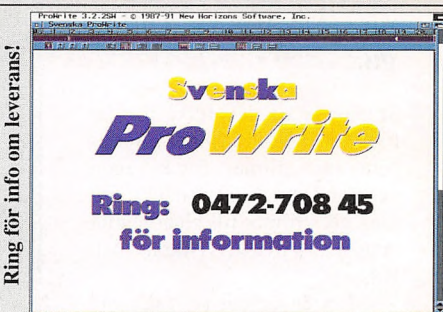 Ring för info om leverans!
ProWrite 3.2.2SW - © 1987-91 New Horizons Software, Inc.
Svenska ProWrite
Svenska
ProWrite
Ring: 0472-708 45
för information